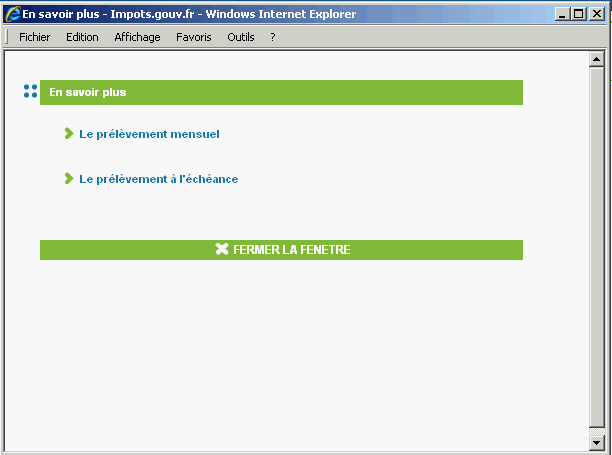 En savoir plus - Impots.gouv.fr - Windows Internet Explorer
Fichier Edition Affichage Favoris Outils ?
En savoir plus
Le prélèvement mensuel
Le prélèvement à l'échéance
FERMER LA FENETRE